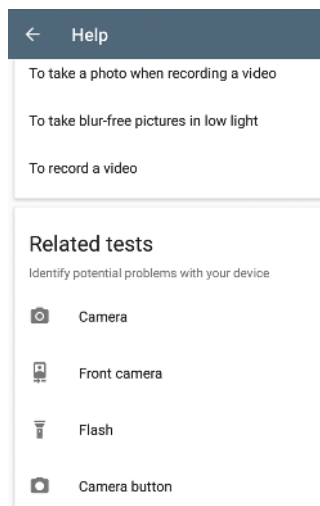 Help
To take a photo when recording a video
To take blur-free pictures in low light
To record a video
Related tests
Identify potential problems with your device
Camera
Front camera
Flash
Camera button